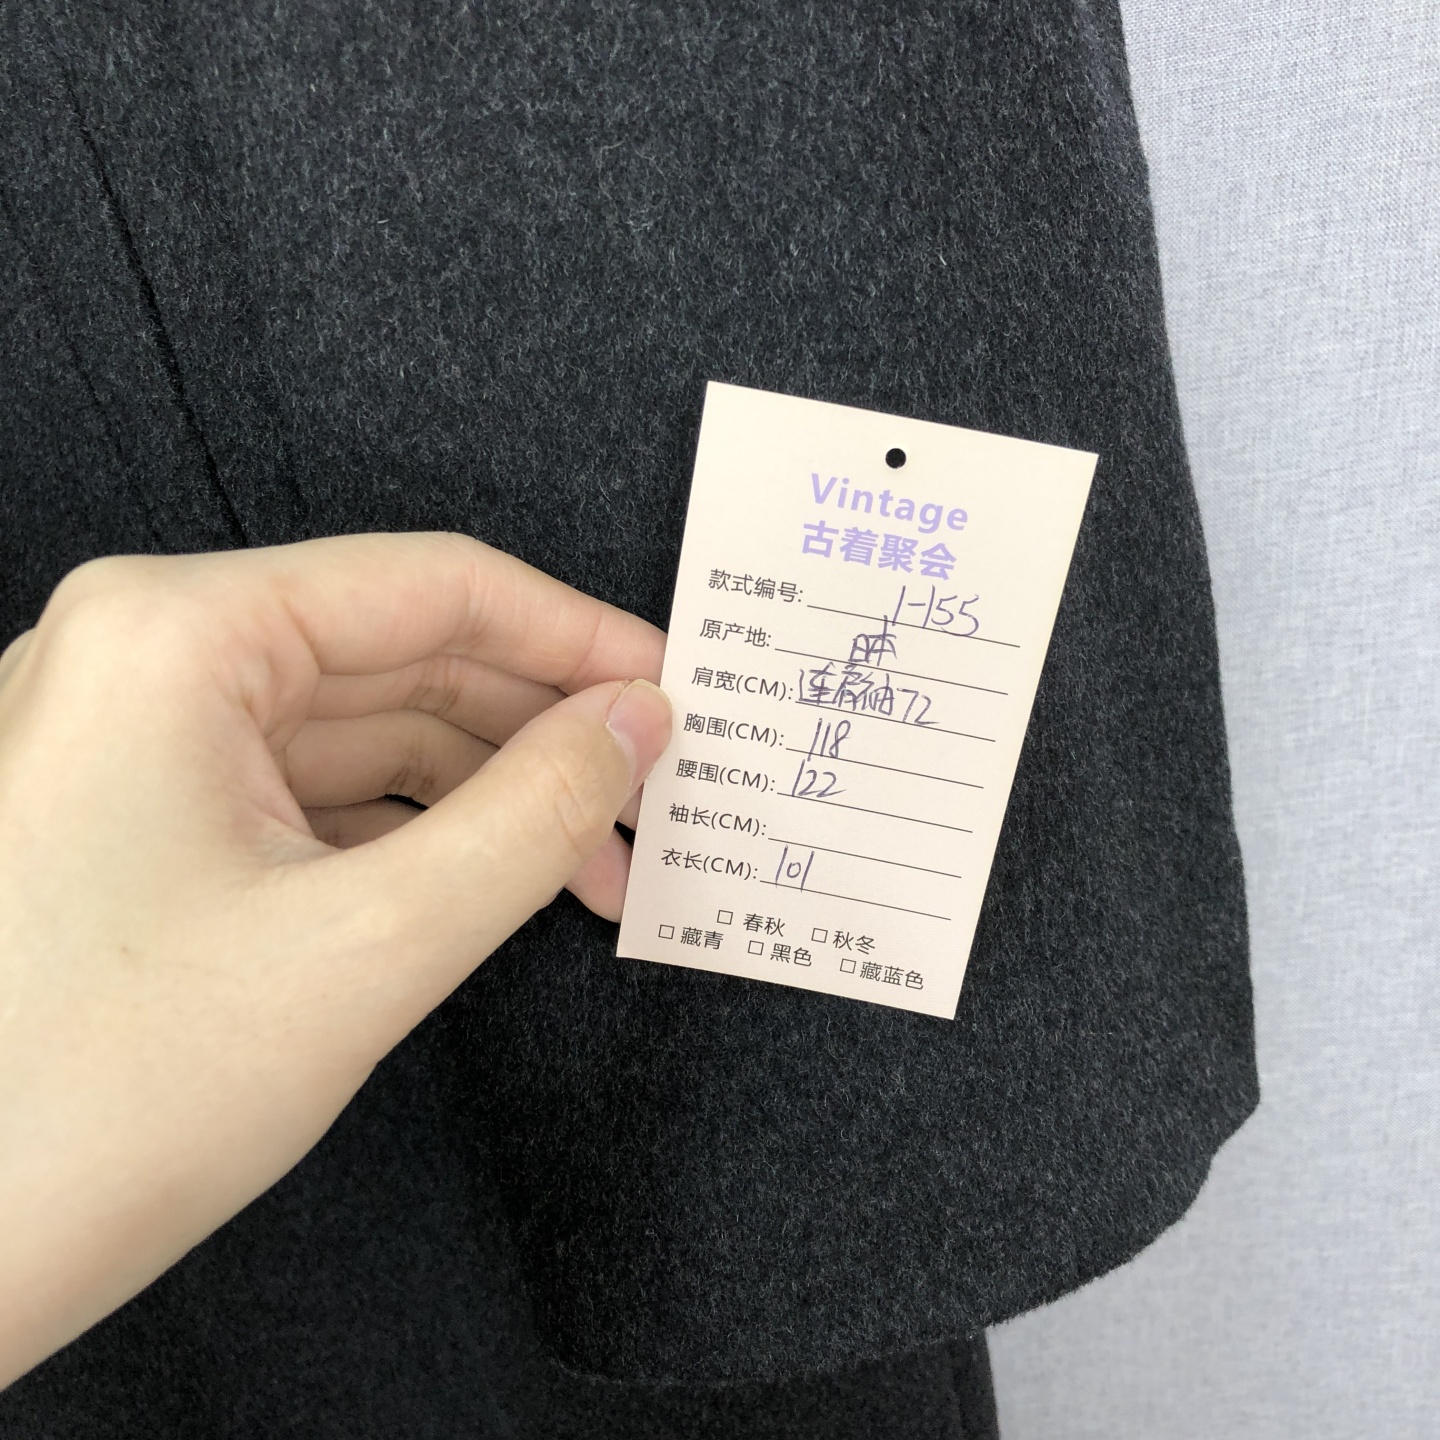 Vintage
古着聚会
款式编号: 1-155
原产地: 日本
肩宽(CM): 连肩袖72
胸围(CM): 118
腰围(CM): 122
袖长(CM):
衣长(CM): 101
□ 春秋 □ 秋冬
□ 藏青 □ 黑色 □ 藏蓝色